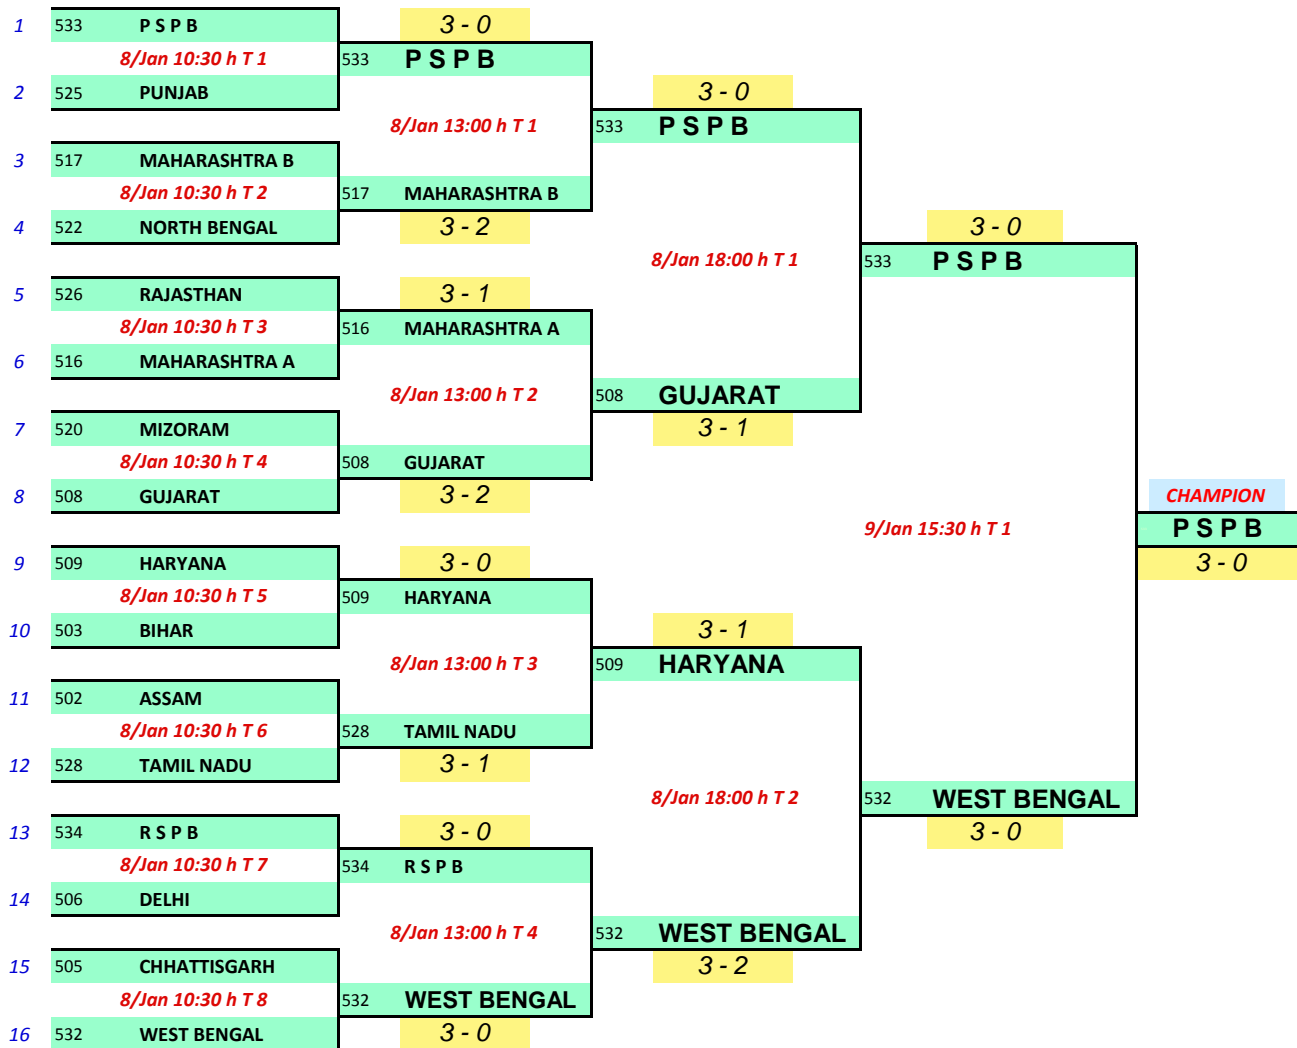 1 533 P S P B 3 - 0
8/Jan 10:30 h T 1 533 P S P B
2 525 PUNJAB 3 - 0
8/Jan 13:00 h T 1 533 P S P B
3 517 MAHARASHTRA B
8/Jan 10:30 h T 2 517 MAHARASHTRA B
4 522 NORTH BENGAL 3 - 2 3 - 0
8/Jan 18:00 h T 1 533 P S P B
5 526 RAJASTHAN 3 - 1
8/Jan 10:30 h T 3 516 MAHARASHTRA A
6 516 MAHARASHTRA A
8/Jan 13:00 h T 2 508 GUJARAT
7 520 MIZORAM 3 - 1
8/Jan 10:30 h T 4 508 GUJARAT
8 508 GUJARAT 3 - 2 CHAMPION
9/Jan 15:30 h T 1 P S P B
9 509 HARYANA 3 - 0 3 - 0
8/Jan 10:30 h T 5 509 HARYANA
10 503 BIHAR 3 - 1
8/Jan 13:00 h T 3 509 HARYANA
11 502 ASSAM
8/Jan 10:30 h T 6 528 TAMIL NADU
12 528 TAMIL NADU 3 - 1
8/Jan 18:00 h T 2 532 WEST BENGAL
13 534 R S P B 3 - 0 3 - 0
8/Jan 10:30 h T 7 534 R S P B
14 506 DELHI
8/Jan 13:00 h T 4 532 WEST BENGAL
15 505 CHHATTISGARH 3 - 2
8/Jan 10:30 h T 8 532 WEST BENGAL
16 532 WEST BENGAL 3 - 0